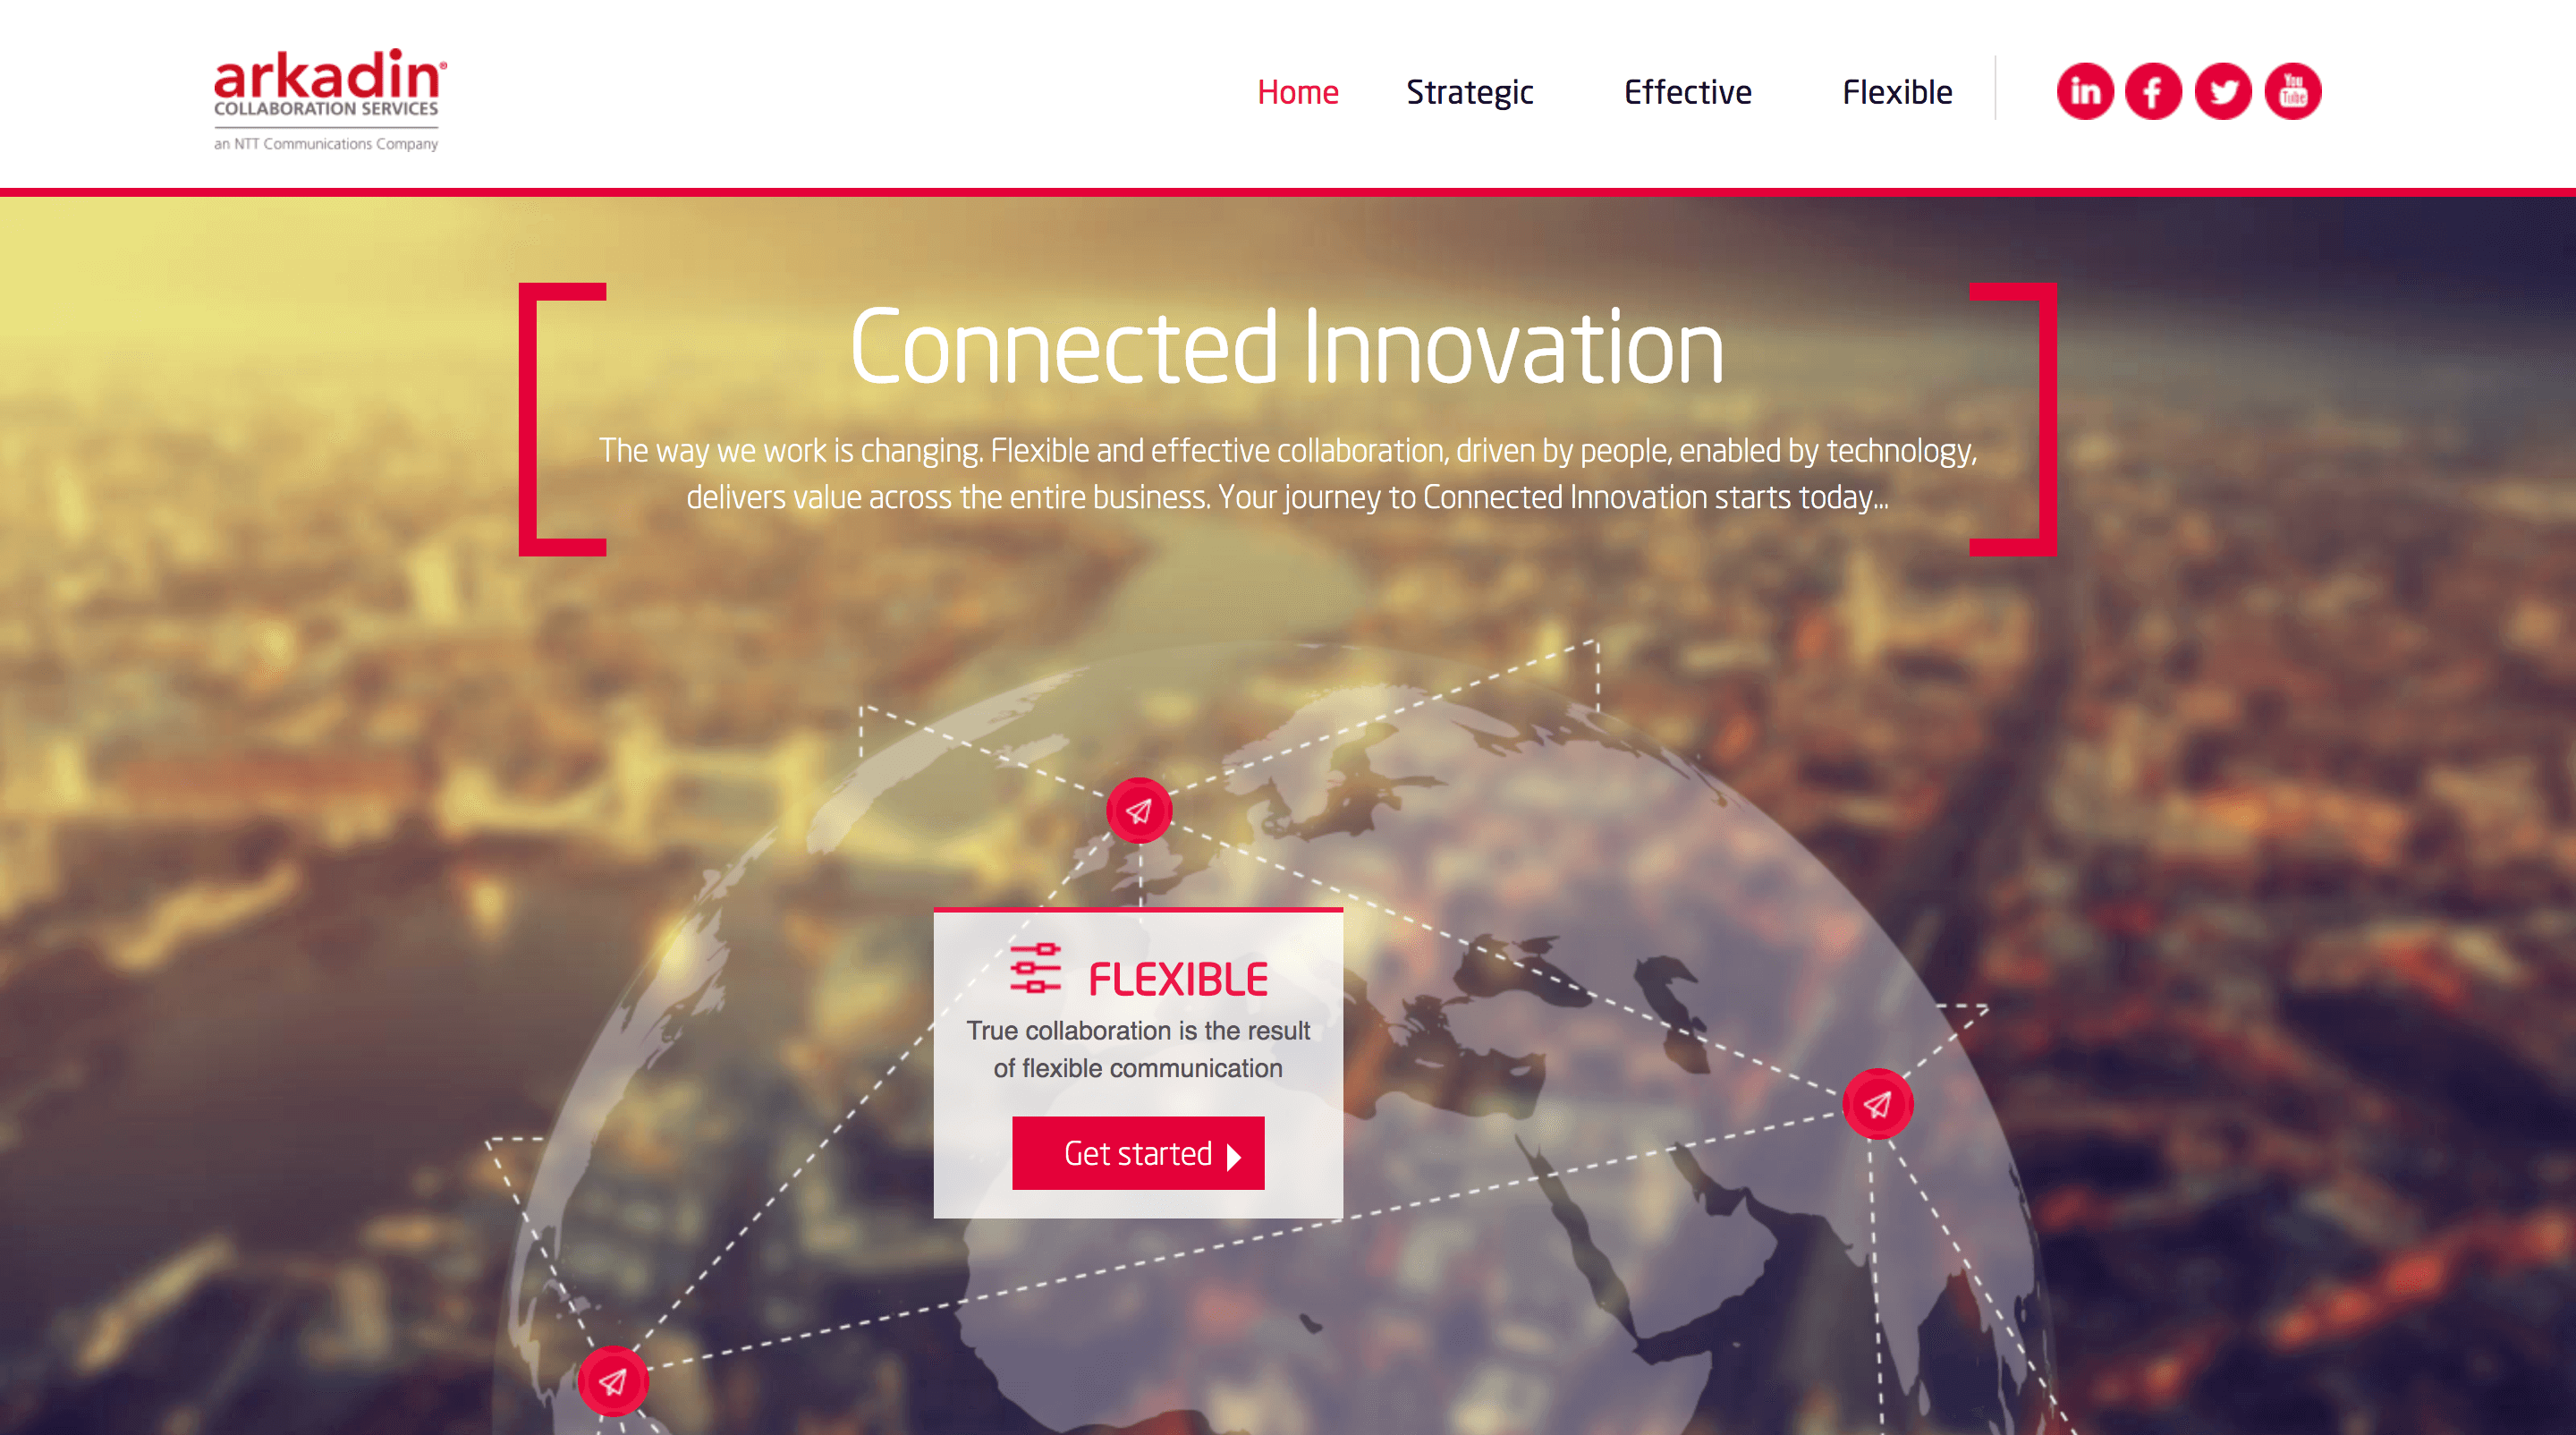 arkadin®
COLLABORATION SERVICES
an NTT Communications Company
Home Strategic Effective Flexible
in f You Tube
Connected Innovation
The way we work is changing. Flexible and effective collaboration, driven by people, enabled by technology,
delivers value across the entire business. Your journey to Connected Innovation starts today...
FLEXIBLE
True collaboration is the result
of flexible communication
Get started